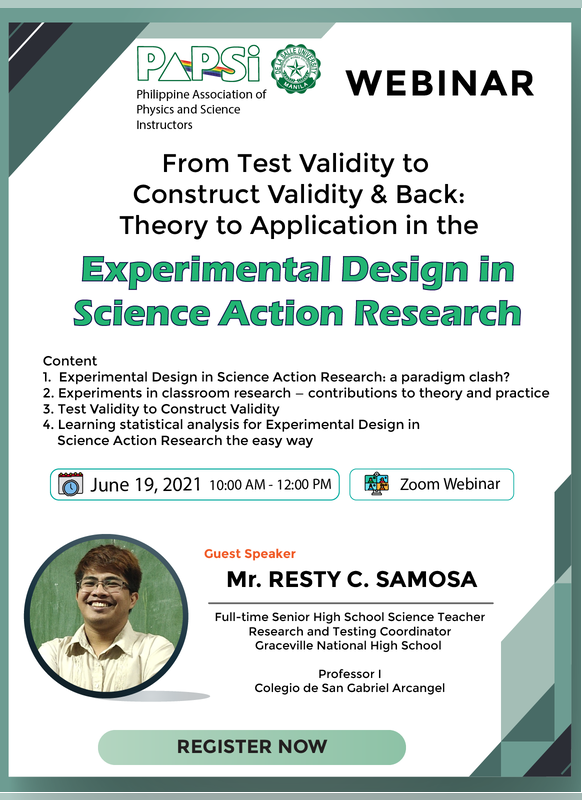 PAPSi
DE LA SALLE UNIVERSITY
MANILA
WEBINAR
Philippine Association of
Physics and Science
Instructors
From Test Validity to
Construct Validity & Back:
Theory to Application in the
Experimental Design in
Science Action Research
Content
1. Experimental Design in Science Action Research: a paradigm clash?
2. Experiments in classroom research – contributions to theory and practice
3. Test Validity to Construct Validity
4. Learning statistical analysis for Experimental Design in
Science Action Research the easy way
June 19, 2021 10:00 AM - 12:00 PM
Zoom Webinar
Guest Speaker
Mr. RESTY C. SAMOSA
Full-time Senior High School Science Teacher
Research and Testing Coordinator
Graceville National High School
Professor I
Colegio de San Gabriel Arcangel
REGISTER NOW